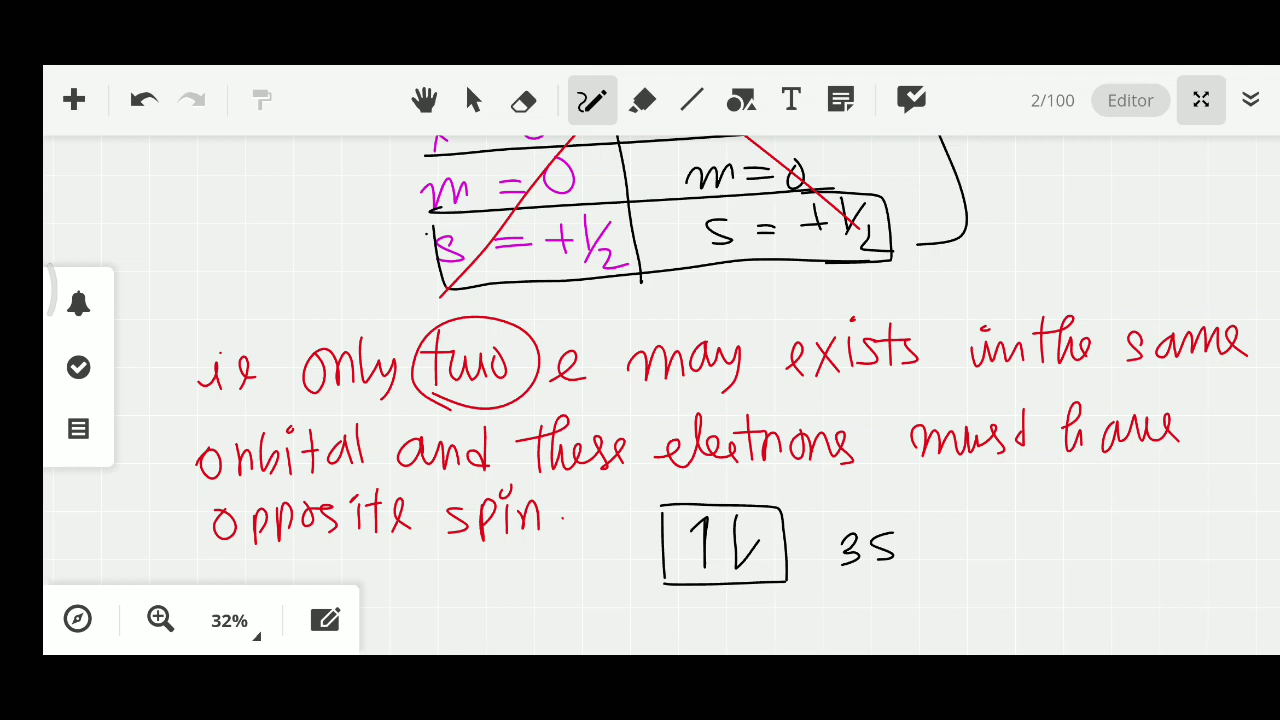 2/100 Editor
m = 0 m = 0
s = +1/2 s = +1/2
ie only two e may exists in the same
orbital and these electrons must have
opposite spin.
1l 3s
32%